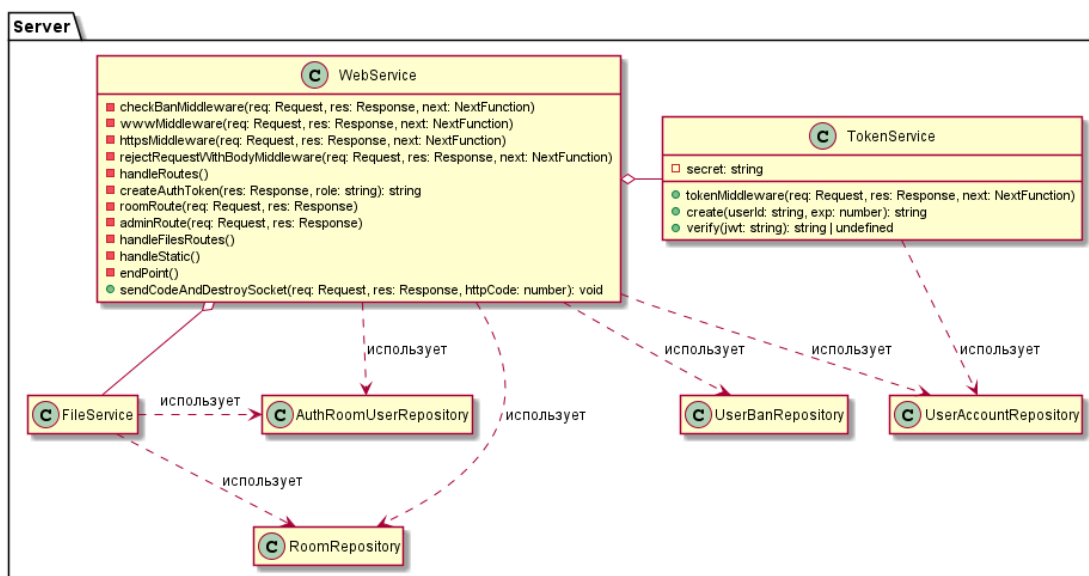 Server
C WebService
checkBanMiddleware(req: Request, res: Response, next: NextFunction)
wwwMiddleware(req: Request, res: Response, next: NextFunction)
httpsMiddleware(req: Request, res: Response, next: NextFunction)
rejectRequestWithBodyMiddleware(req: Request, res: Response, next: NextFunction)
handleRoutes()
createAuthToken(res: Response, role: string): string
roomRoute(req: Request, res: Response)
adminRoute(req: Request, res: Response)
handleFilesRoutes()
handleStatic()
endPoint()
sendCodeAndDestroySocket(req: Request, res: Response, httpCode: number): void
C TokenService
secret: string
tokenMiddleware(req: Request, res: Response, next: NextFunction)
create(userId: string, exp: number): string
verify(jwt: string): string | undefined
использует
использует
использует
использует
C FileService
использует
C AuthRoomUserRepository
использует
C UserBanRepository
C UserAccountRepository
использует
C RoomRepository